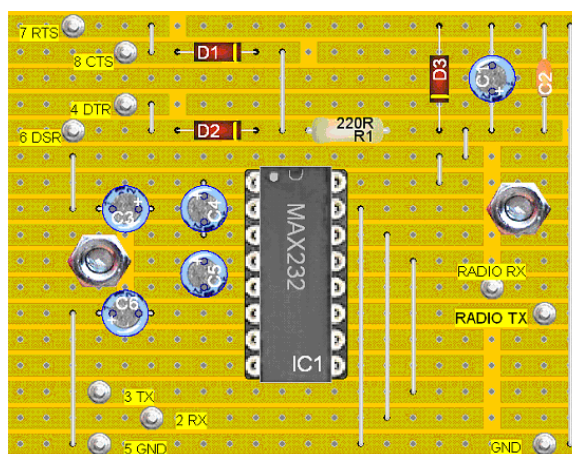 7 RTS
8 CTS
D1
D3
C1
C2
4 DTR
6 DSR
D2
220R
R1
C3
C4
MAX232
C5
RADIO RX
C6
RADIO TX
IC1
3 TX
2 RX
5 GND
GND